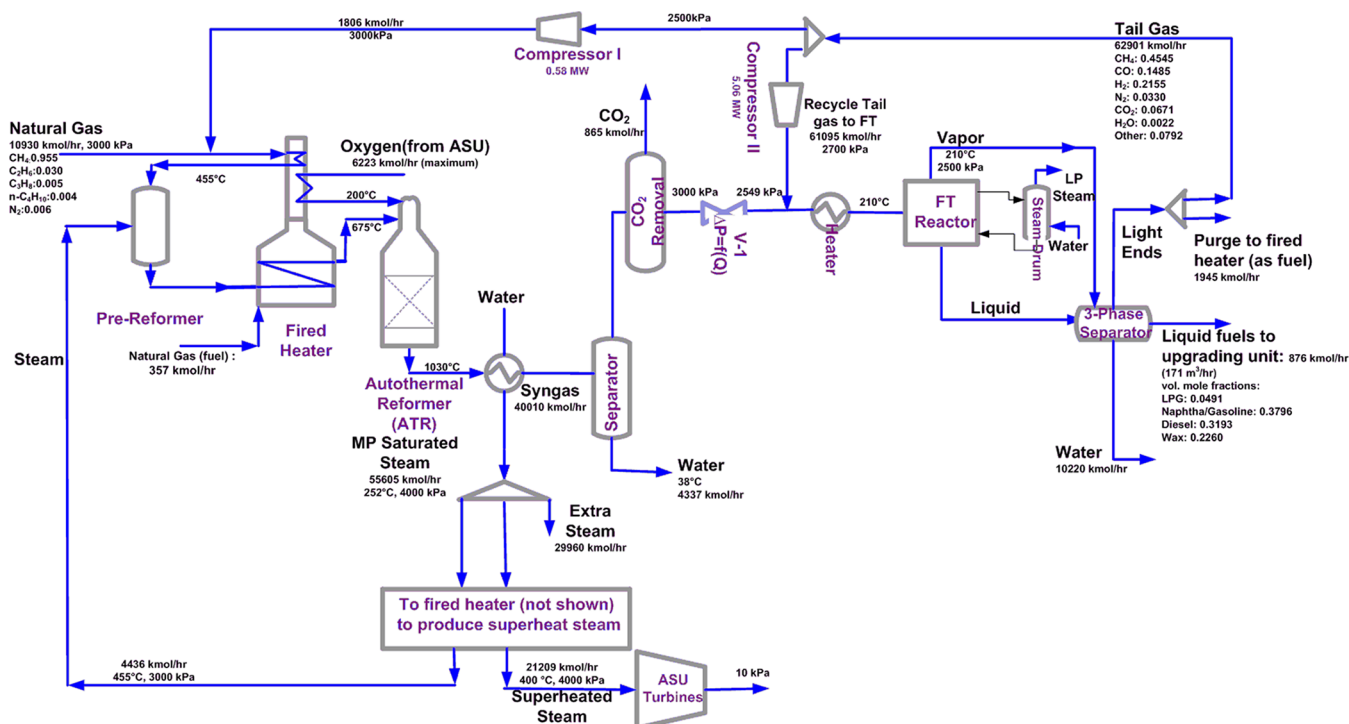 1806 kmol/hr
3000kPa
2500kPa
Compressor I
0.58 MW
Compressor II
5.06 MW
Tail Gas
62901 kmol/hr
CH₄: 0.4545
CO: 0.1485
H₂: 0.2155
N₂: 0.0330
CO₂: 0.0671
H₂O: 0.0022
Other: 0.0792
Natural Gas
10930 kmol/hr, 3000 kPa
CH₄:0.955
C₂H₆:0.030
C₃H₈:0.005
n-C₄H₁₀:0.004
N₂:0.006
455°C
Oxygen(from ASU)
6223 kmol/hr (maximum)
200°C
675°C
CO₂
865 kmol/hr
Recycle Tail
gas to FT
61095 kmol/hr
2700 kPa
CO₂
Removal
3000 kPa
2549 kPa
V-1
ΔP=f(Q)
Heater
210°C
Vapor
210°C
2500 kPa
FT
Reactor
LP
Steam
Steam-Drum
Water
Light
Ends
Purge to fired
heater (as fuel)
1945 kmol/hr
Pre-Reformer
Fired
Heater
Natural Gas (fuel) :
357 kmol/hr
Steam
Water
1030°C
Autothermal
Reformer
(ATR)
Syngas
40010 kmol/hr
Separator
Liquid
3-Phase
Separator
Liquid fuels to
upgrading unit: 876 kmol/hr
(171 m³/hr)
vol. mole fractions:
LPG: 0.0491
Naphtha/Gasoline: 0.3796
Diesel: 0.3193
Wax: 0.2260
Water
10220 kmol/hr
MP Saturated
Steam
55605 kmol/hr
252°C, 4000 kPa
Water
38°C
4337 kmol/hr
Extra
Steam
29960 kmol/hr
To fired heater (not shown)
to produce superheat steam
4436 kmol/hr
455°C, 3000 kPa
21209 kmol/hr
400 °C, 4000 kPa
Superheated
Steam
ASU
Turbines
10 kPa